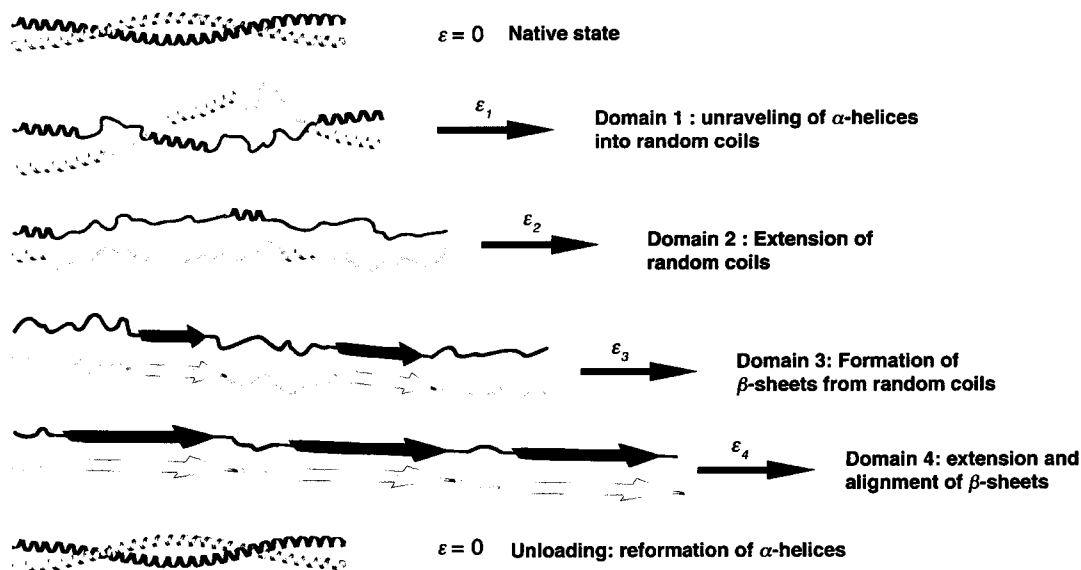 ε = 0 Native state
ε1
Domain 1 : unraveling of α-helices
into random coils
ε2
Domain 2 : Extension of
random coils
ε3
Domain 3: Formation of
β-sheets from random coils
ε4
Domain 4: extension and
alignment of β-sheets
ε = 0 Unloading: reformation of α-helices